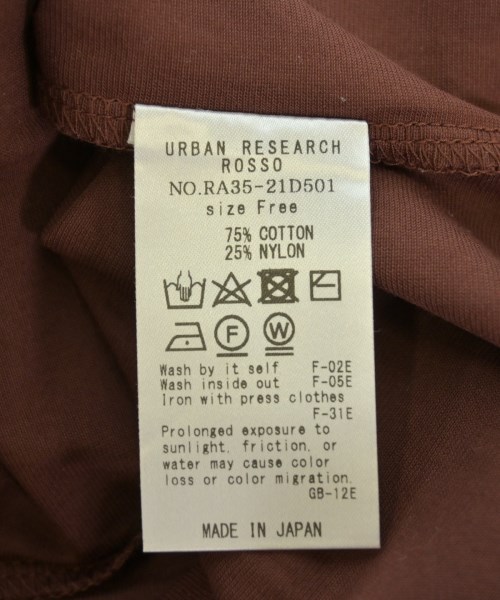 URBAN RESEARCH
ROSSO
NO.RA35-21D501
size Free
75% COTTON
25% NYLON
F W
Wash by it self F-02E
Wash inside out F-05E
Iron with press clothes
F-31E
Prolonged exposure to
sunlight, friction, or
water may cause color
loss or color migration.
GB-12E
MADE IN JAPAN